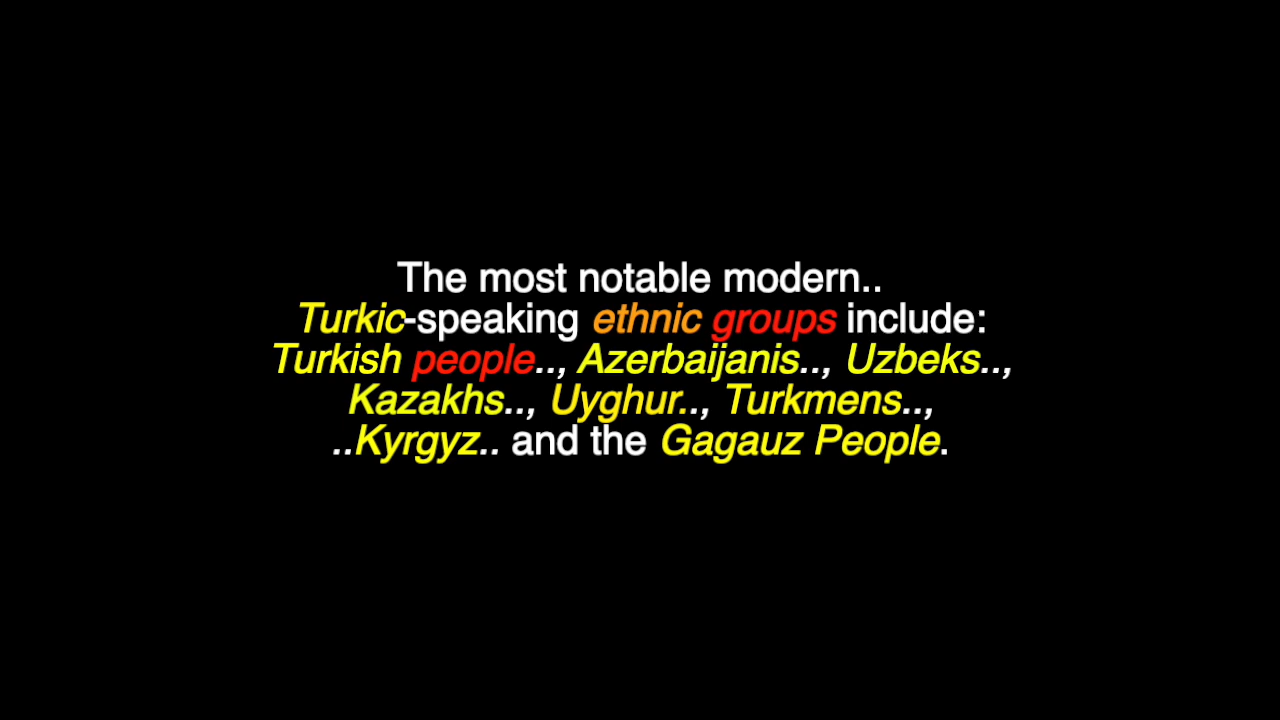 The most notable modern..
Turkic-speaking ethnic groups include:
Turkish people.., Azerbaijanis.., Uzbeks..,
Kazakhs.., Uyghur.., Turkmens..,
..Kyrgyz.. and the Gagauz People.